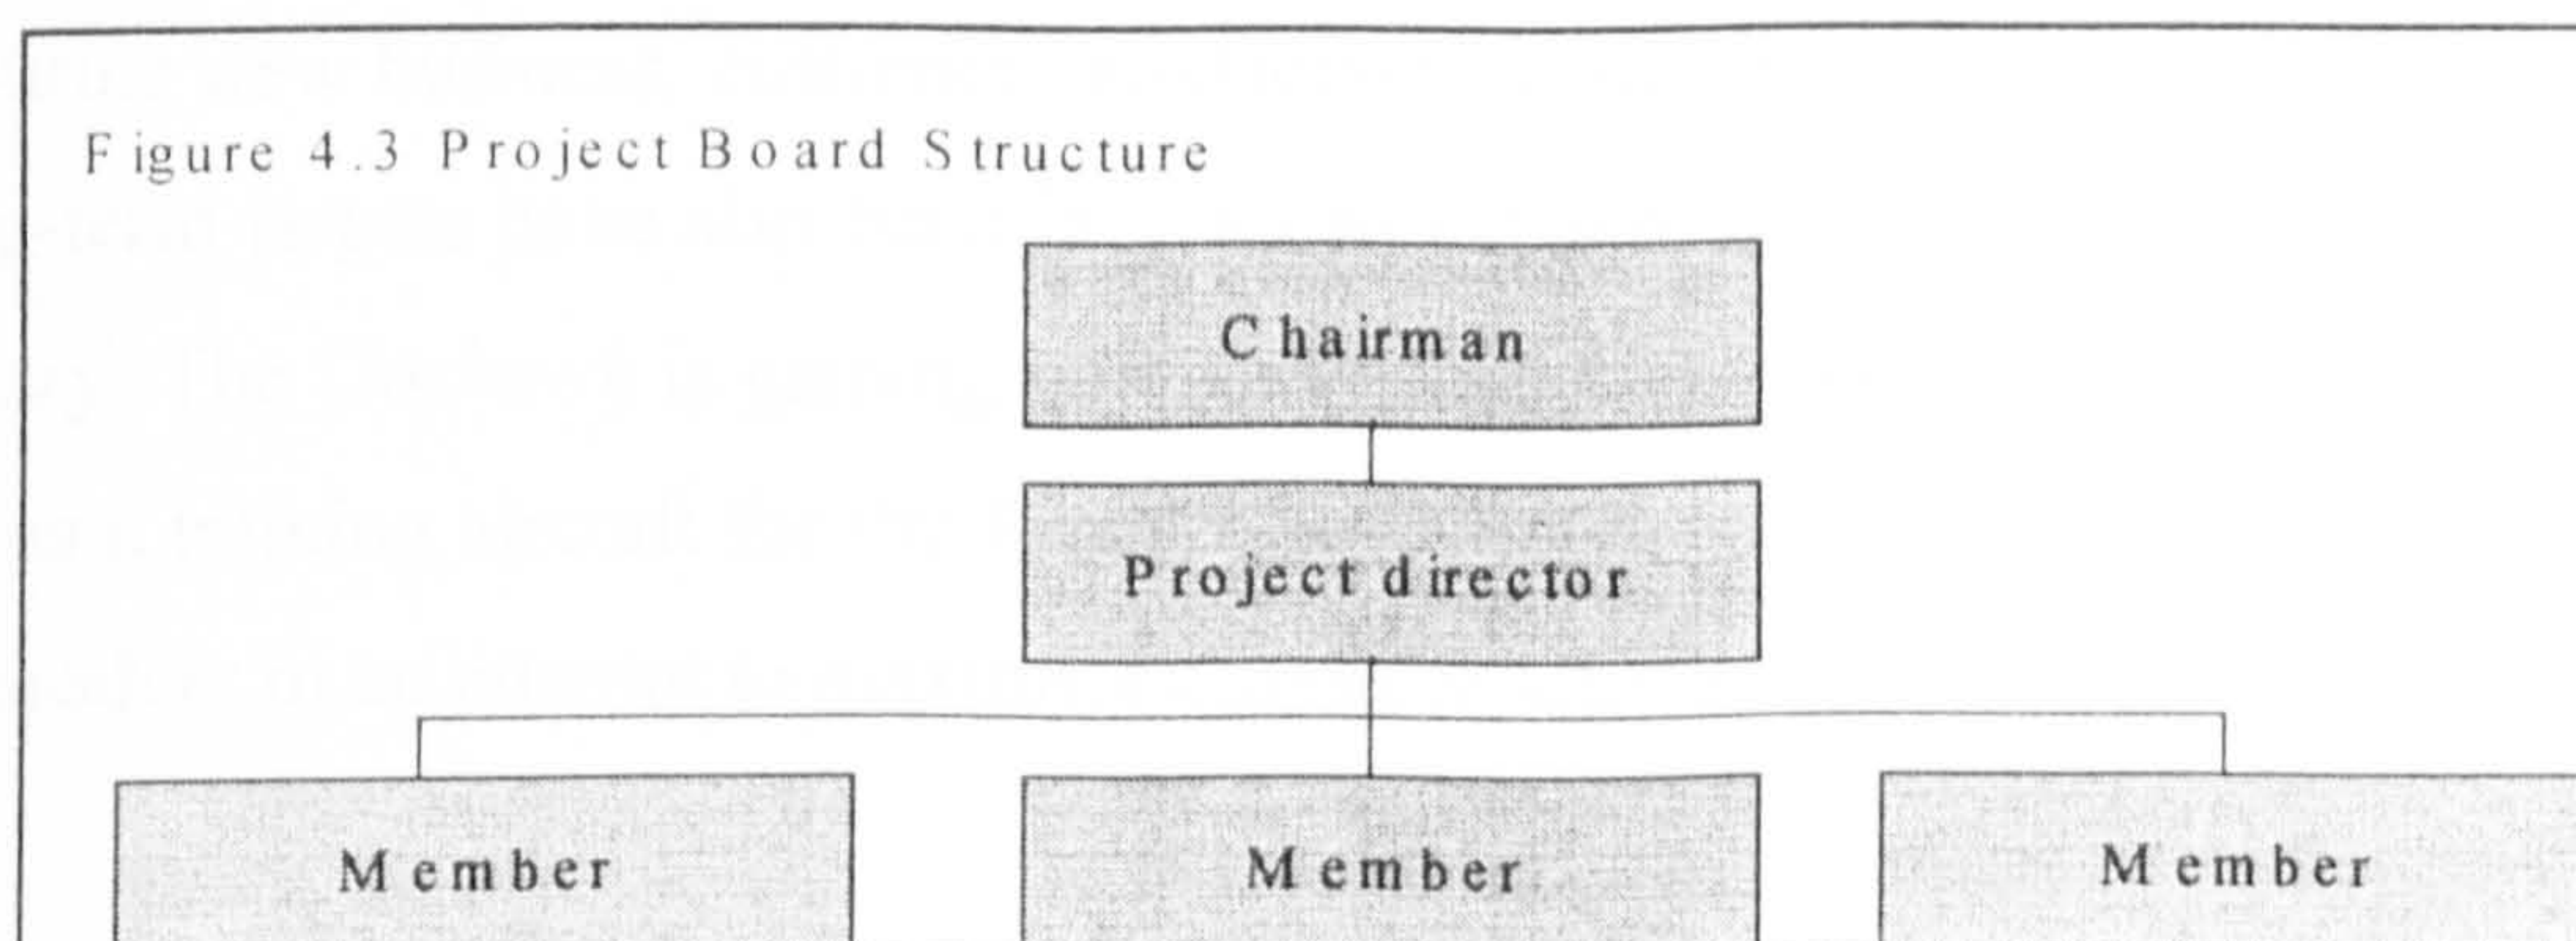 Figure 4.3 Project Board Structure
Chairman
Project director
Member Member Member